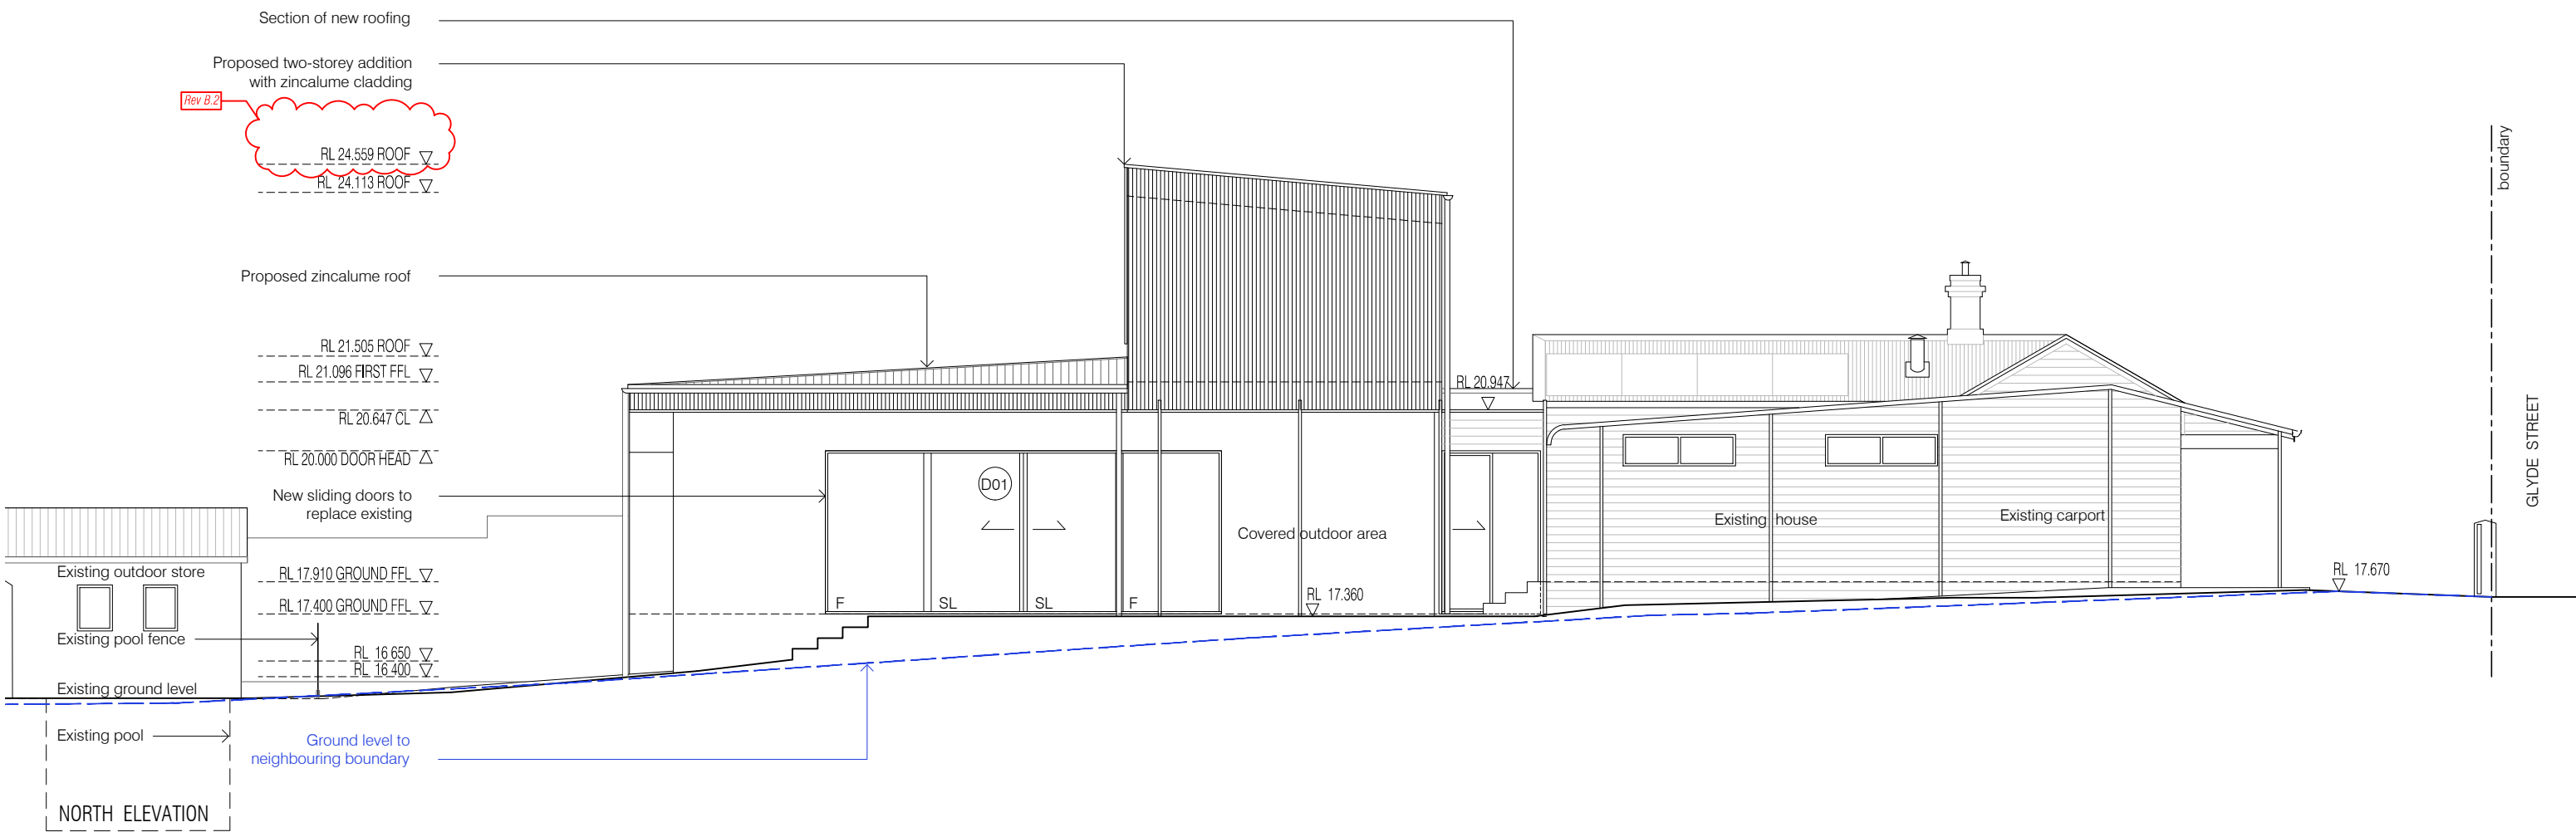 Section of new roofing
Proposed two-storey addition
with zincalume cladding
Rev B.2
RL 24.559 ROOF
RL 24.113 ROOF
Proposed zincalume roof
RL 21.505 ROOF
RL 21.096 FIRST FFL
RL 20.647 CL
RL 20.000 DOOR HEAD
New sliding doors to
replace existing
Existing outdoor store
RL 17.910 GROUND FFL
RL 17.400 GROUND FFL
Existing pool fence
RL 16 650
RL 16.400
Existing ground level
Existing pool
Ground level to
neighbouring boundary
NORTH ELEVATION
D01
F
SL
SL
F
Covered outdoor area
RL 17.360
RL 20.947
Existing house
Existing carport
RL 17.670
boundary
GLYDE STREET